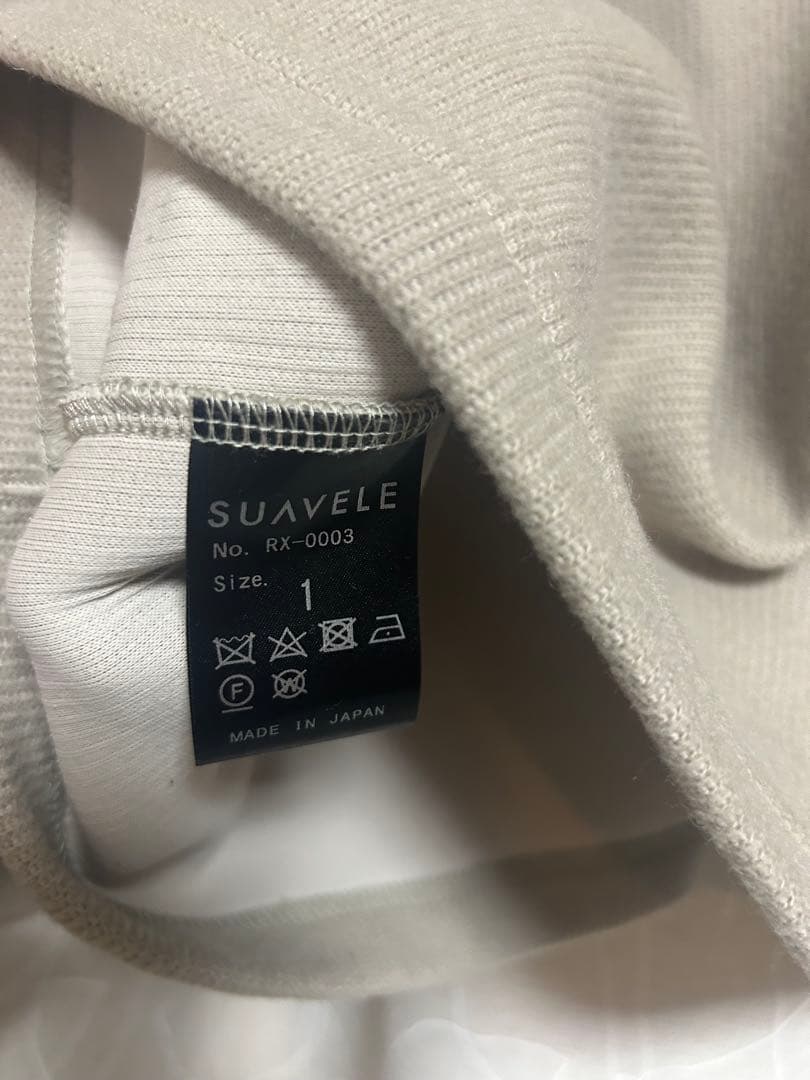 SUAVELE
No. RX-0003
Size.
1
F W
MADE IN JAPAN